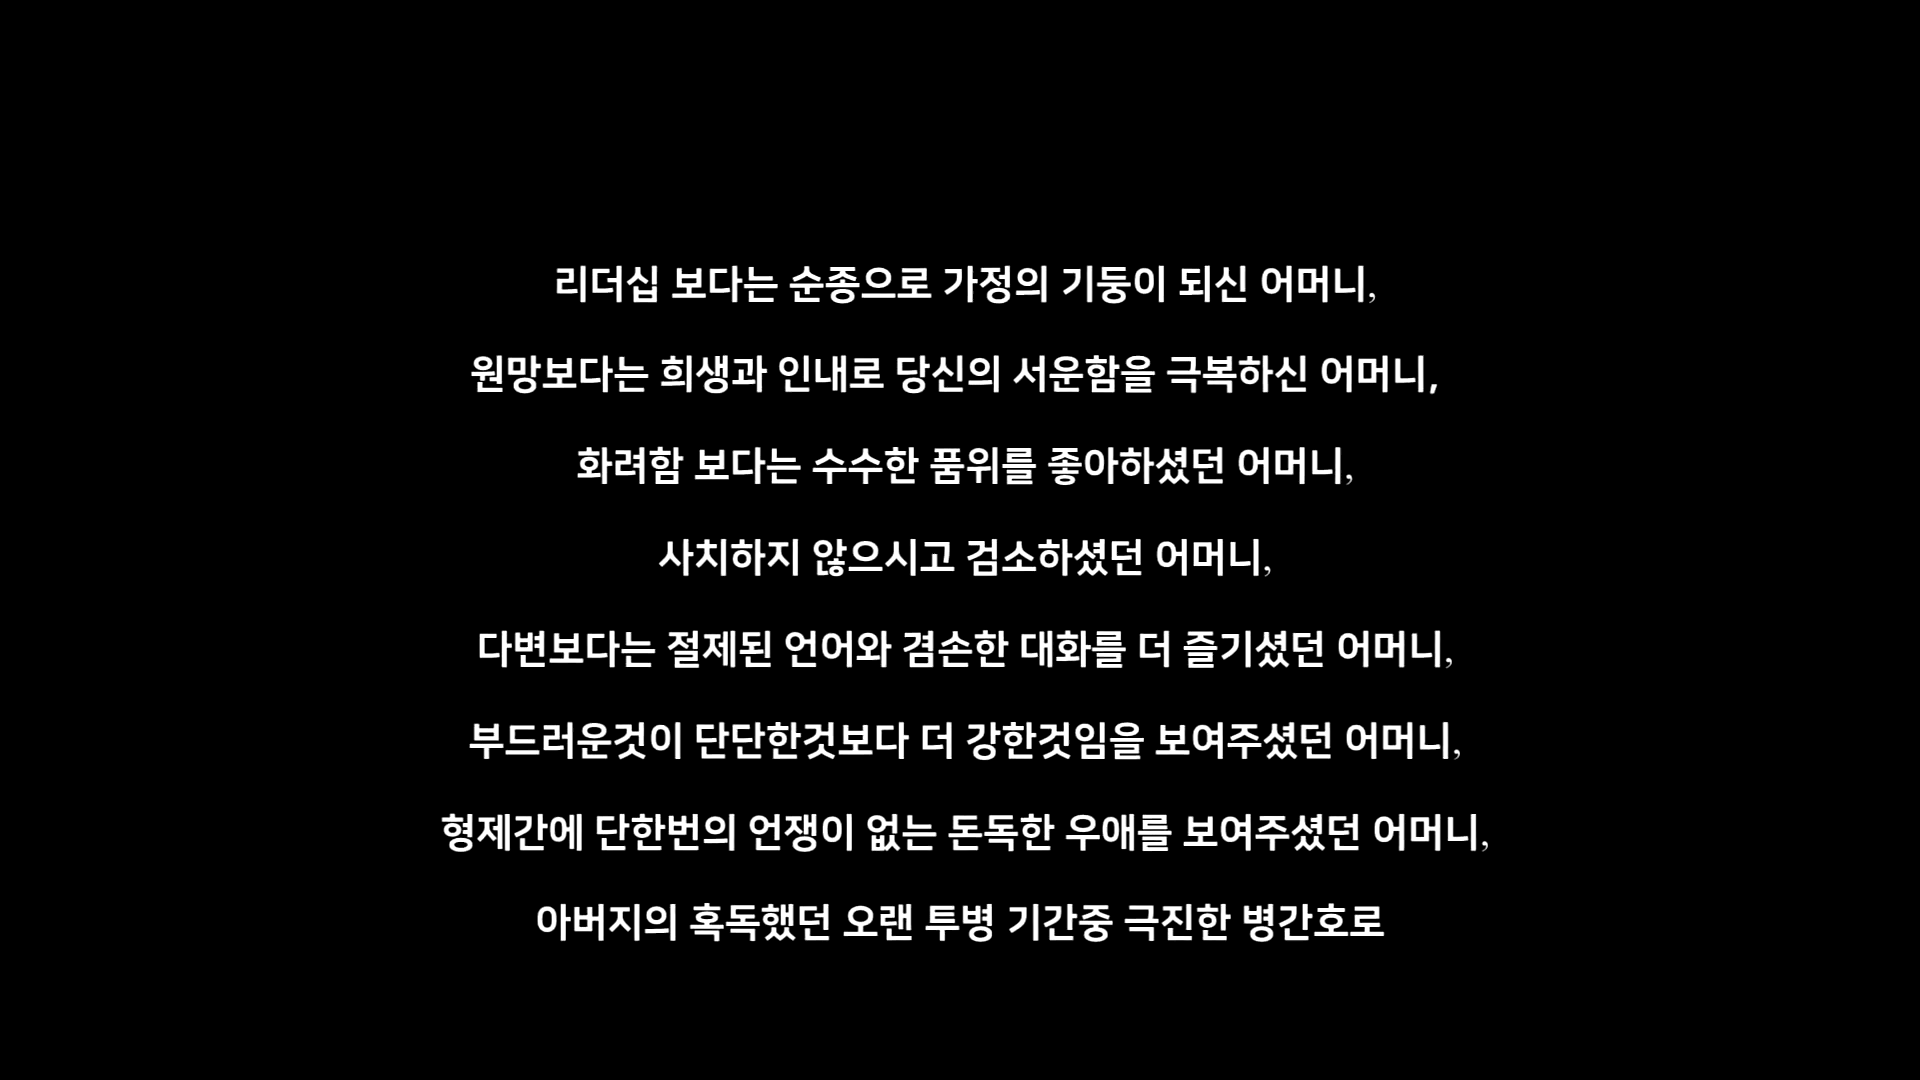 리더십 보다는 순종으로 가정의 기둥이 되신 어머니,
원망보다는 희생과 인내로 당신의 서운함을 극복하신 어머니,
화려함 보다는 수수한 품위를 좋아하셨던 어머니,
사치하지 않으시고 검소하셨던 어머니,
다변보다는 절제된 언어와 겸손한 대화를 더 즐기셨던 어머니,
부드러운것이 단단한것보다 더 강한것임을 보여주셨던 어머니,
형제간에 단한번의 언쟁이 없는 돈독한 우애를 보여주셨던 어머니,
아버지의 혹독했던 오랜 투병 기간중 극진한 병간호로